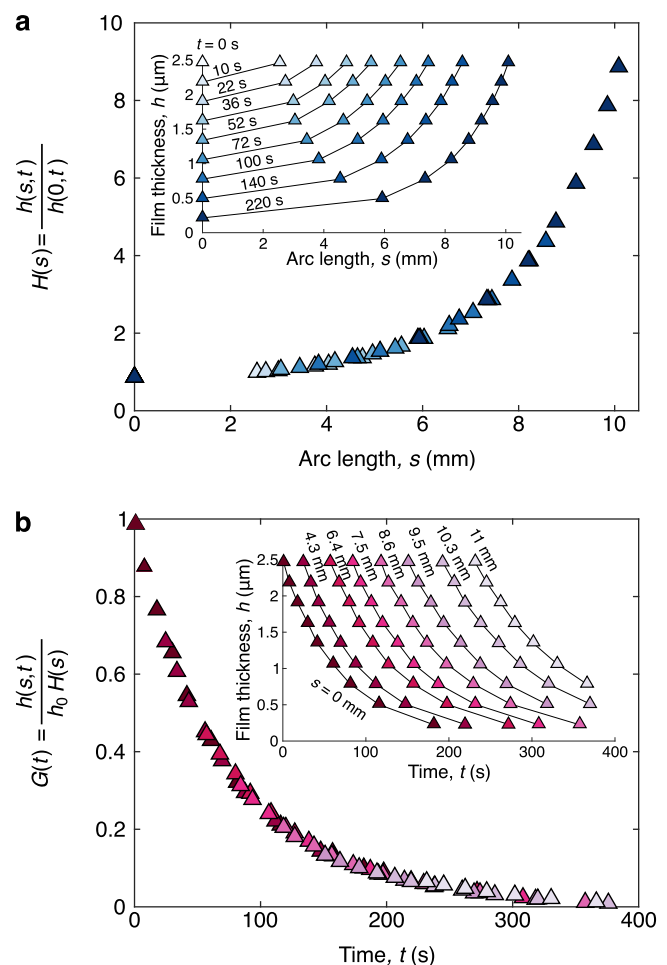 a
10
8
6
4
2
0
H(s)= h(s,t)
h(0,t)
0 2 4 6 8 10
Arc length, s (mm)
t= 0 s
10 s
22 s
36 s
52 s
72 s
100 s
140 s
220 s
2.5
2
1.5
1
0.5
0
Film thickness, h (μm)
0 2 4 6 8 10
Arc length, s (mm)
b
1
0.8
0.6
0.4
0.2
0
G(t) = h(s,t)
h0 H(s)
0 100 200 300 400
Time, t (s)
4.3 mm
6.4 mm
7.5 mm
8.6 mm
9.5 mm
10.3 mm
11 mm
s= 0 mm
2.5
2
1.5
1
0.5
0
Film thickness, h (μm)
0 100 200 300 400
Time, t (s)